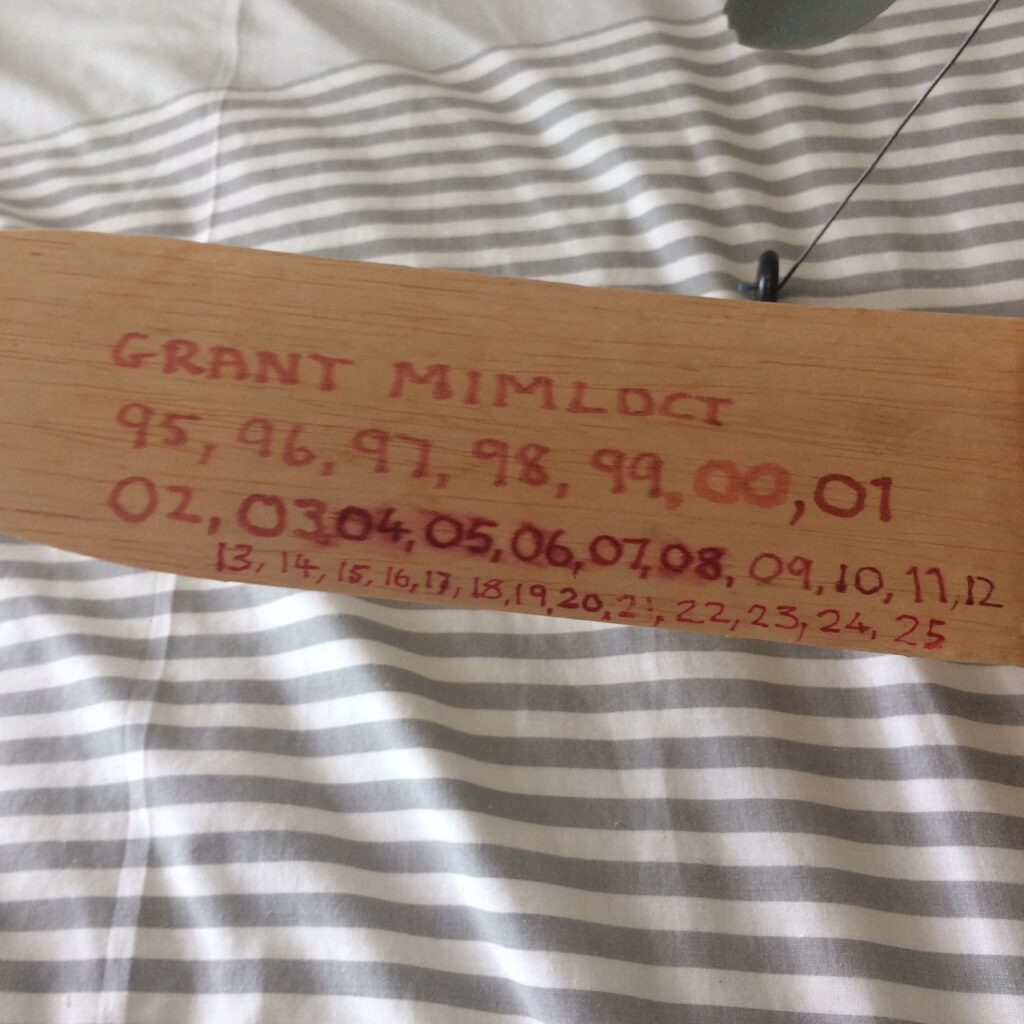 GRANT MIMLOCT
95, 96, 97, 98, 99, 00, 01
02, 03, 04, 05, 06, 07, 08, 09, 10, 11, 12
13, 14, 15, 16, 17, 18, 19, 20, 21, 22, 23, 24, 25